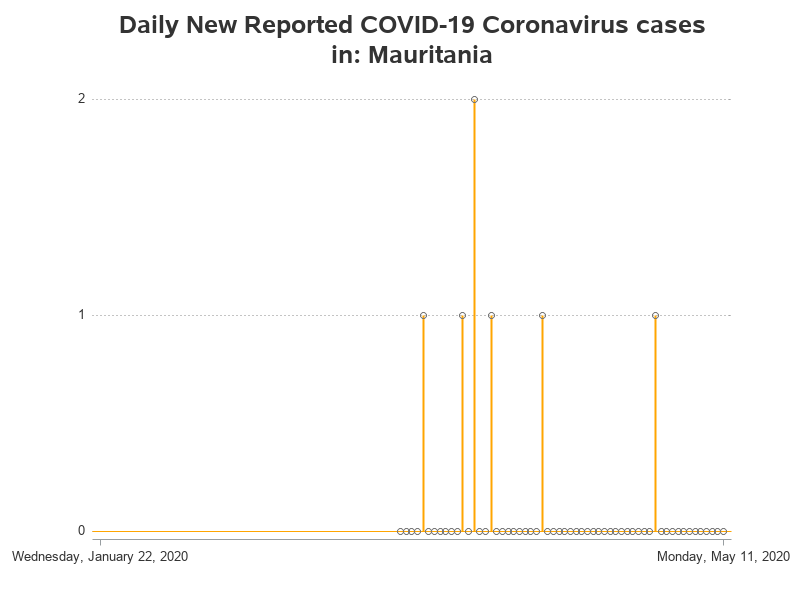 Daily New Reported COVID-19 Coronavirus cases
in: Mauritania
2
1
0
Wednesday, January 22, 2020
Monday, May 11, 2020